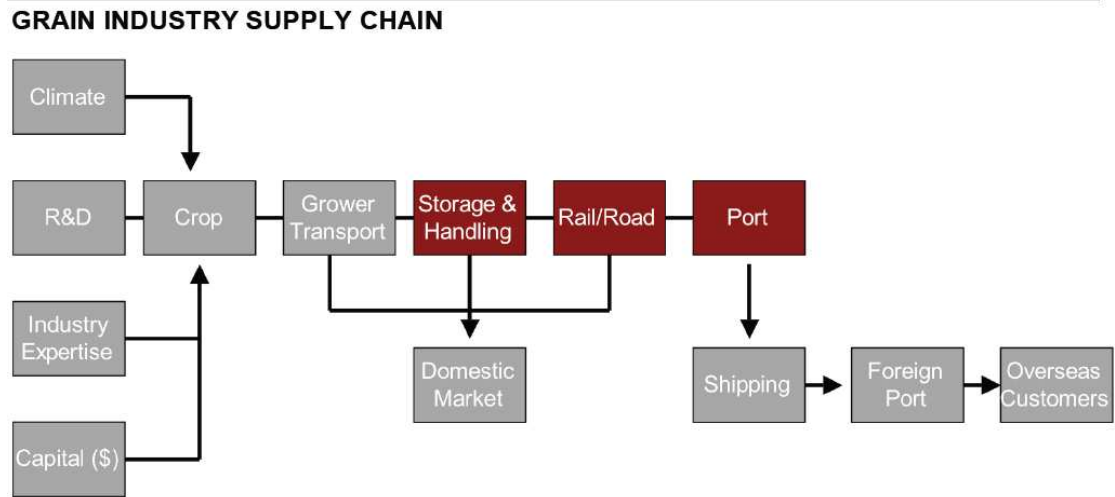 GRAIN INDUSTRY SUPPLY CHAIN
Climate
R&D
Crop
Grower
Transport
Storage &
Handling
Rail/Road
Port
Industry
Expertise
Domestic
Market
Shipping
Foreign
Port
Overseas
Customers
Capital ($)